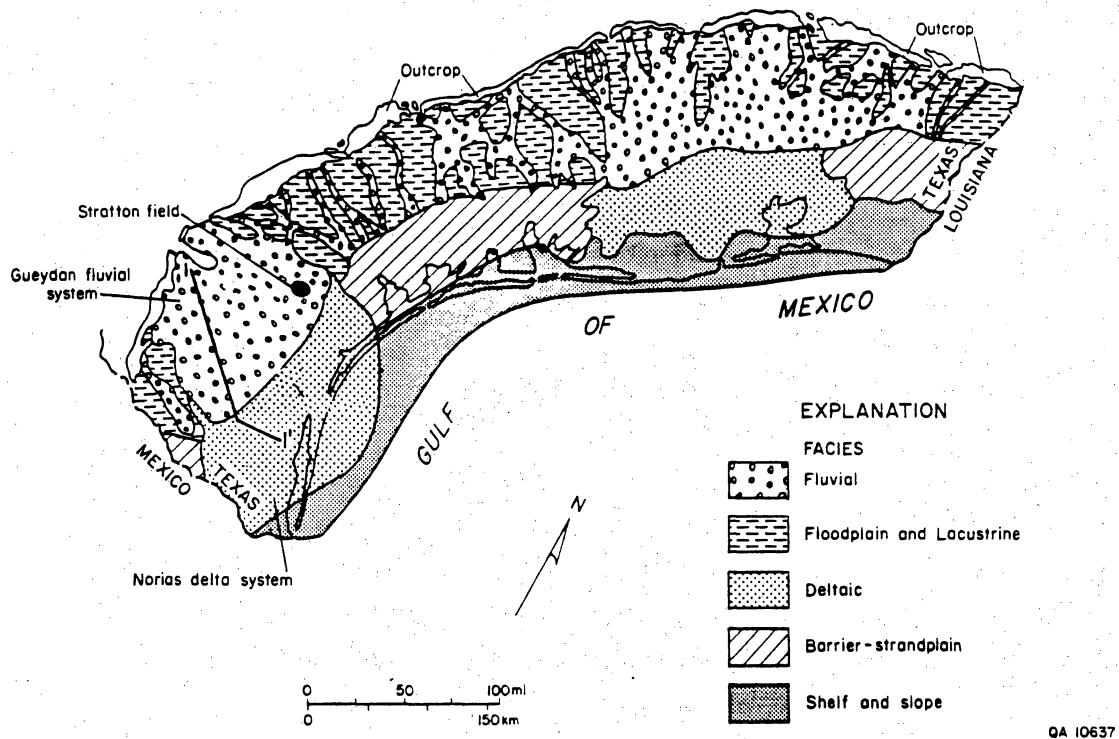 Outcrop
Outcrop
Stratton field
Gueydan fluvial
system
TEXAS
LOUISIANA
GULF
OF
MEXICO
I'
MEXICO
TEXAS
Norias delta system
N
EXPLANATION
FACIES
Fluvial
Floodplain and Lacustrine
Deltaic
Barrier-strandplain
Shelf and slope
0 50 100mi
0 150km
QA 10637